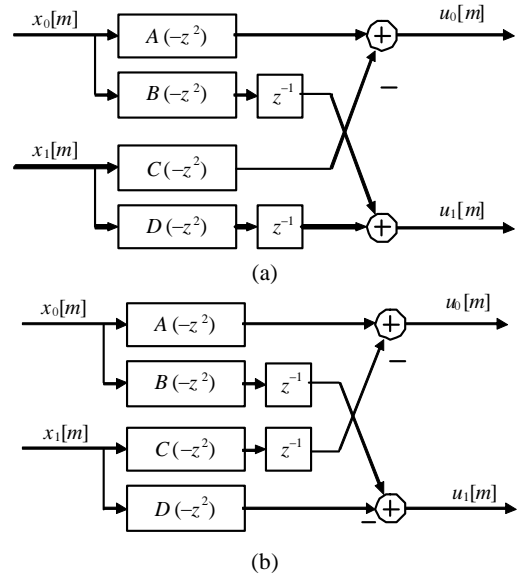 x₀[m] A(−z²) + u₀[m]
B(−z²) z⁻¹ −
x₁[m] C(−z²)
D(−z²) z⁻¹ + u₁[m]
(a)
x₀[m] A(−z²) + u₀[m]
−
B(−z²) z⁻¹
x₁[m] C(−z²) z⁻¹
D(−z²) − + u₁[m]
(b)